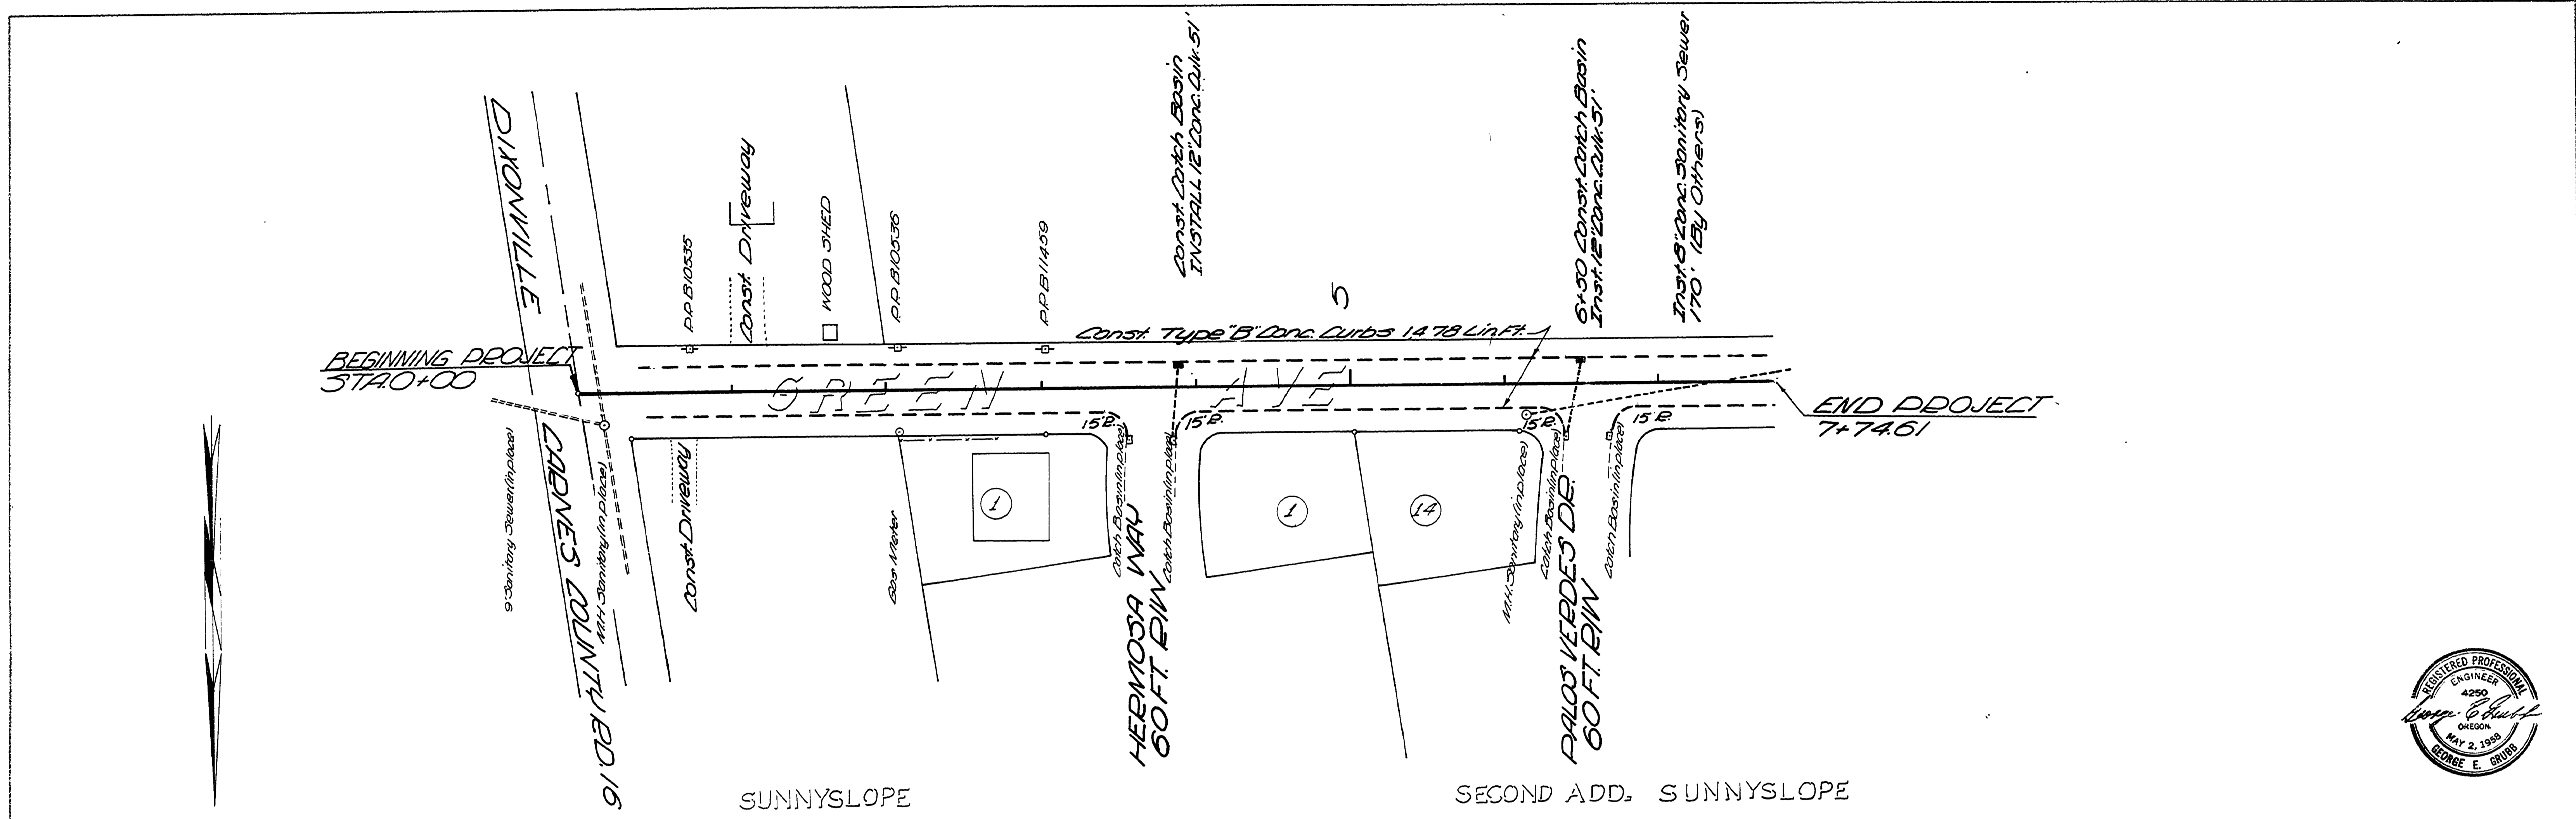 DIXONVILLE
CARNES COUNTY RD. 16
BEGINNING PROJECT
STA. 0+00
6" Sanitary Sewer (in place)
M.H. Sanitary (in place)
P.P. B10535
Const. Driveway
WOOD SHED
P.P. B10536
P.P. B11459
Const. Catch Basin
INSTALL 12" Conc. Culv. 51'
5
6+50 Const. Catch Basin
Inst. 12" Conc. Culv. 51'
Inst. 8" Conc. Sanitary Sewer
170' (By Others)
Const. Type "B" Conc. Curbs 1,478 Lin. Ft.
GREEN AVE
END PROJECT
7+74.61
15' R.
15' R.
15' R.
15' R.
Const. Driveway
Gas Meter
1
Catch Basin (in place)
HERMOSA WAY
60 FT. R/W
Catch Basin (in place)
1
14
M.H. Sanitary (in place)
Catch Basin (in place)
PALOS VERDES DR.
60 FT. R/W
Catch Basin (in place)
SUNNYSLOPE
SECOND ADD. SUNNYSLOPE
REGISTERED PROFESSIONAL
ENGINEER
4250
George E. Grubb
OREGON
MAY 2, 1958
GEORGE E. GRUBB